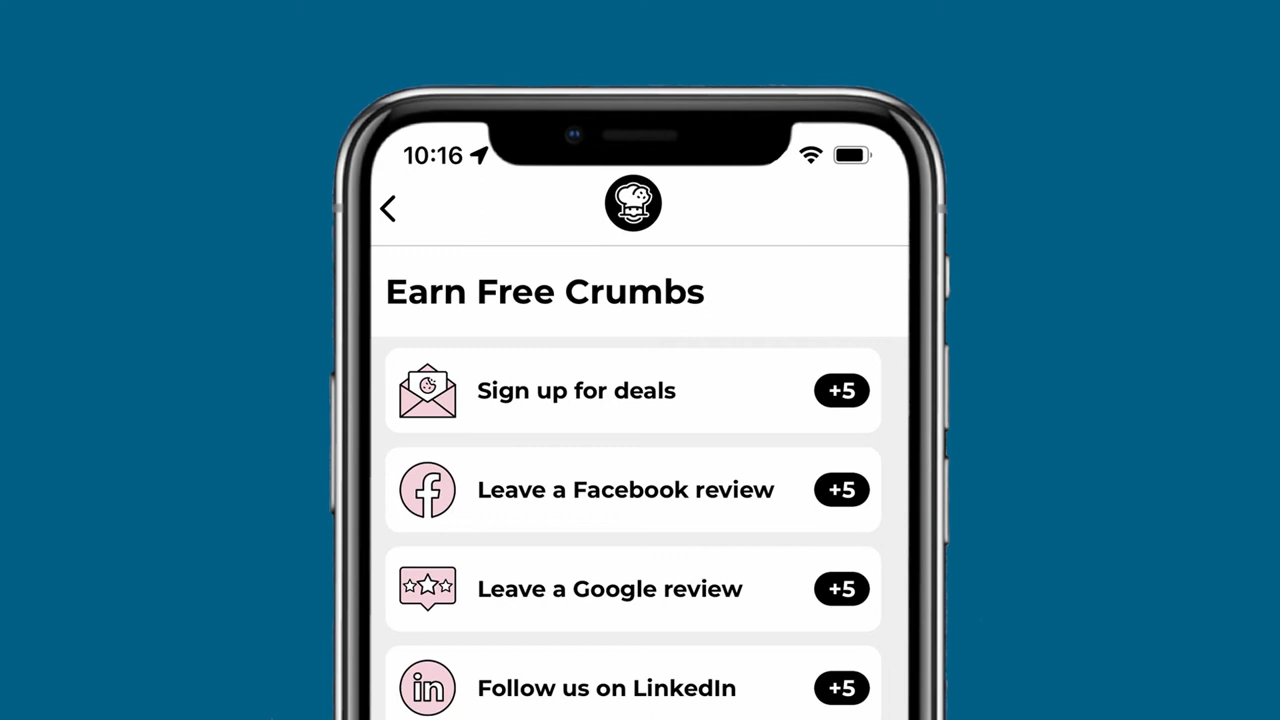 10:16
Earn Free Crumbs
Sign up for deals +5
f
Leave a Facebook review +5
Leave a Google review +5
in
Follow us on LinkedIn +5